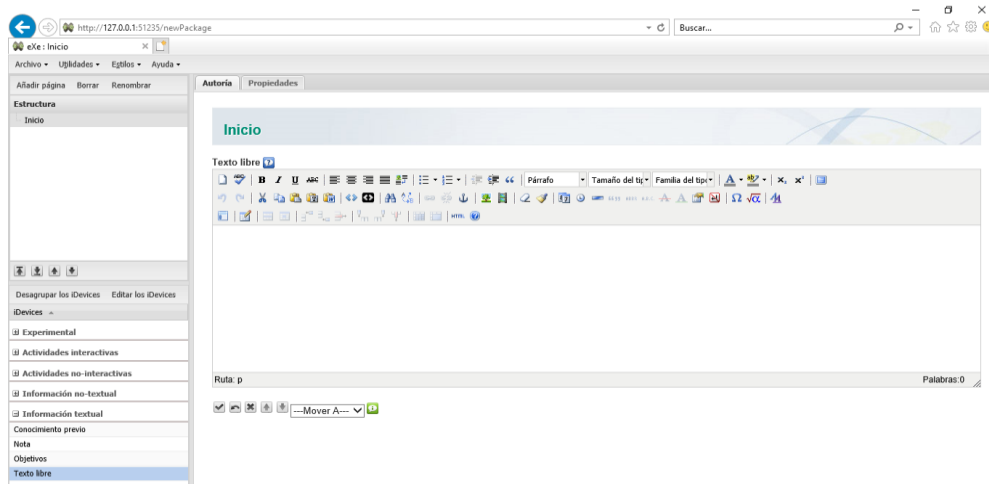 http://127.0.0.1:51235/newPackage
Buscar...
eXe : Inicio
Archivo Utilidades Estilos Ayuda
Añadir página Borrar Renombrar
Autoría Propiedades
Estructura
Inicio
Inicio
Texto libre
B I U ABC Párrafo Tamaño del tip Familia del tipo A
HTML
Desagrupar los iDevices Editar los iDevices
iDevices
Experimental
Actividades interactivas
Actividades no-interactivas
Ruta: p Palabras:0
Información no-textual
Información textual
---Mover A---
Conocimiento previo
Nota
Objetivos
Texto libre